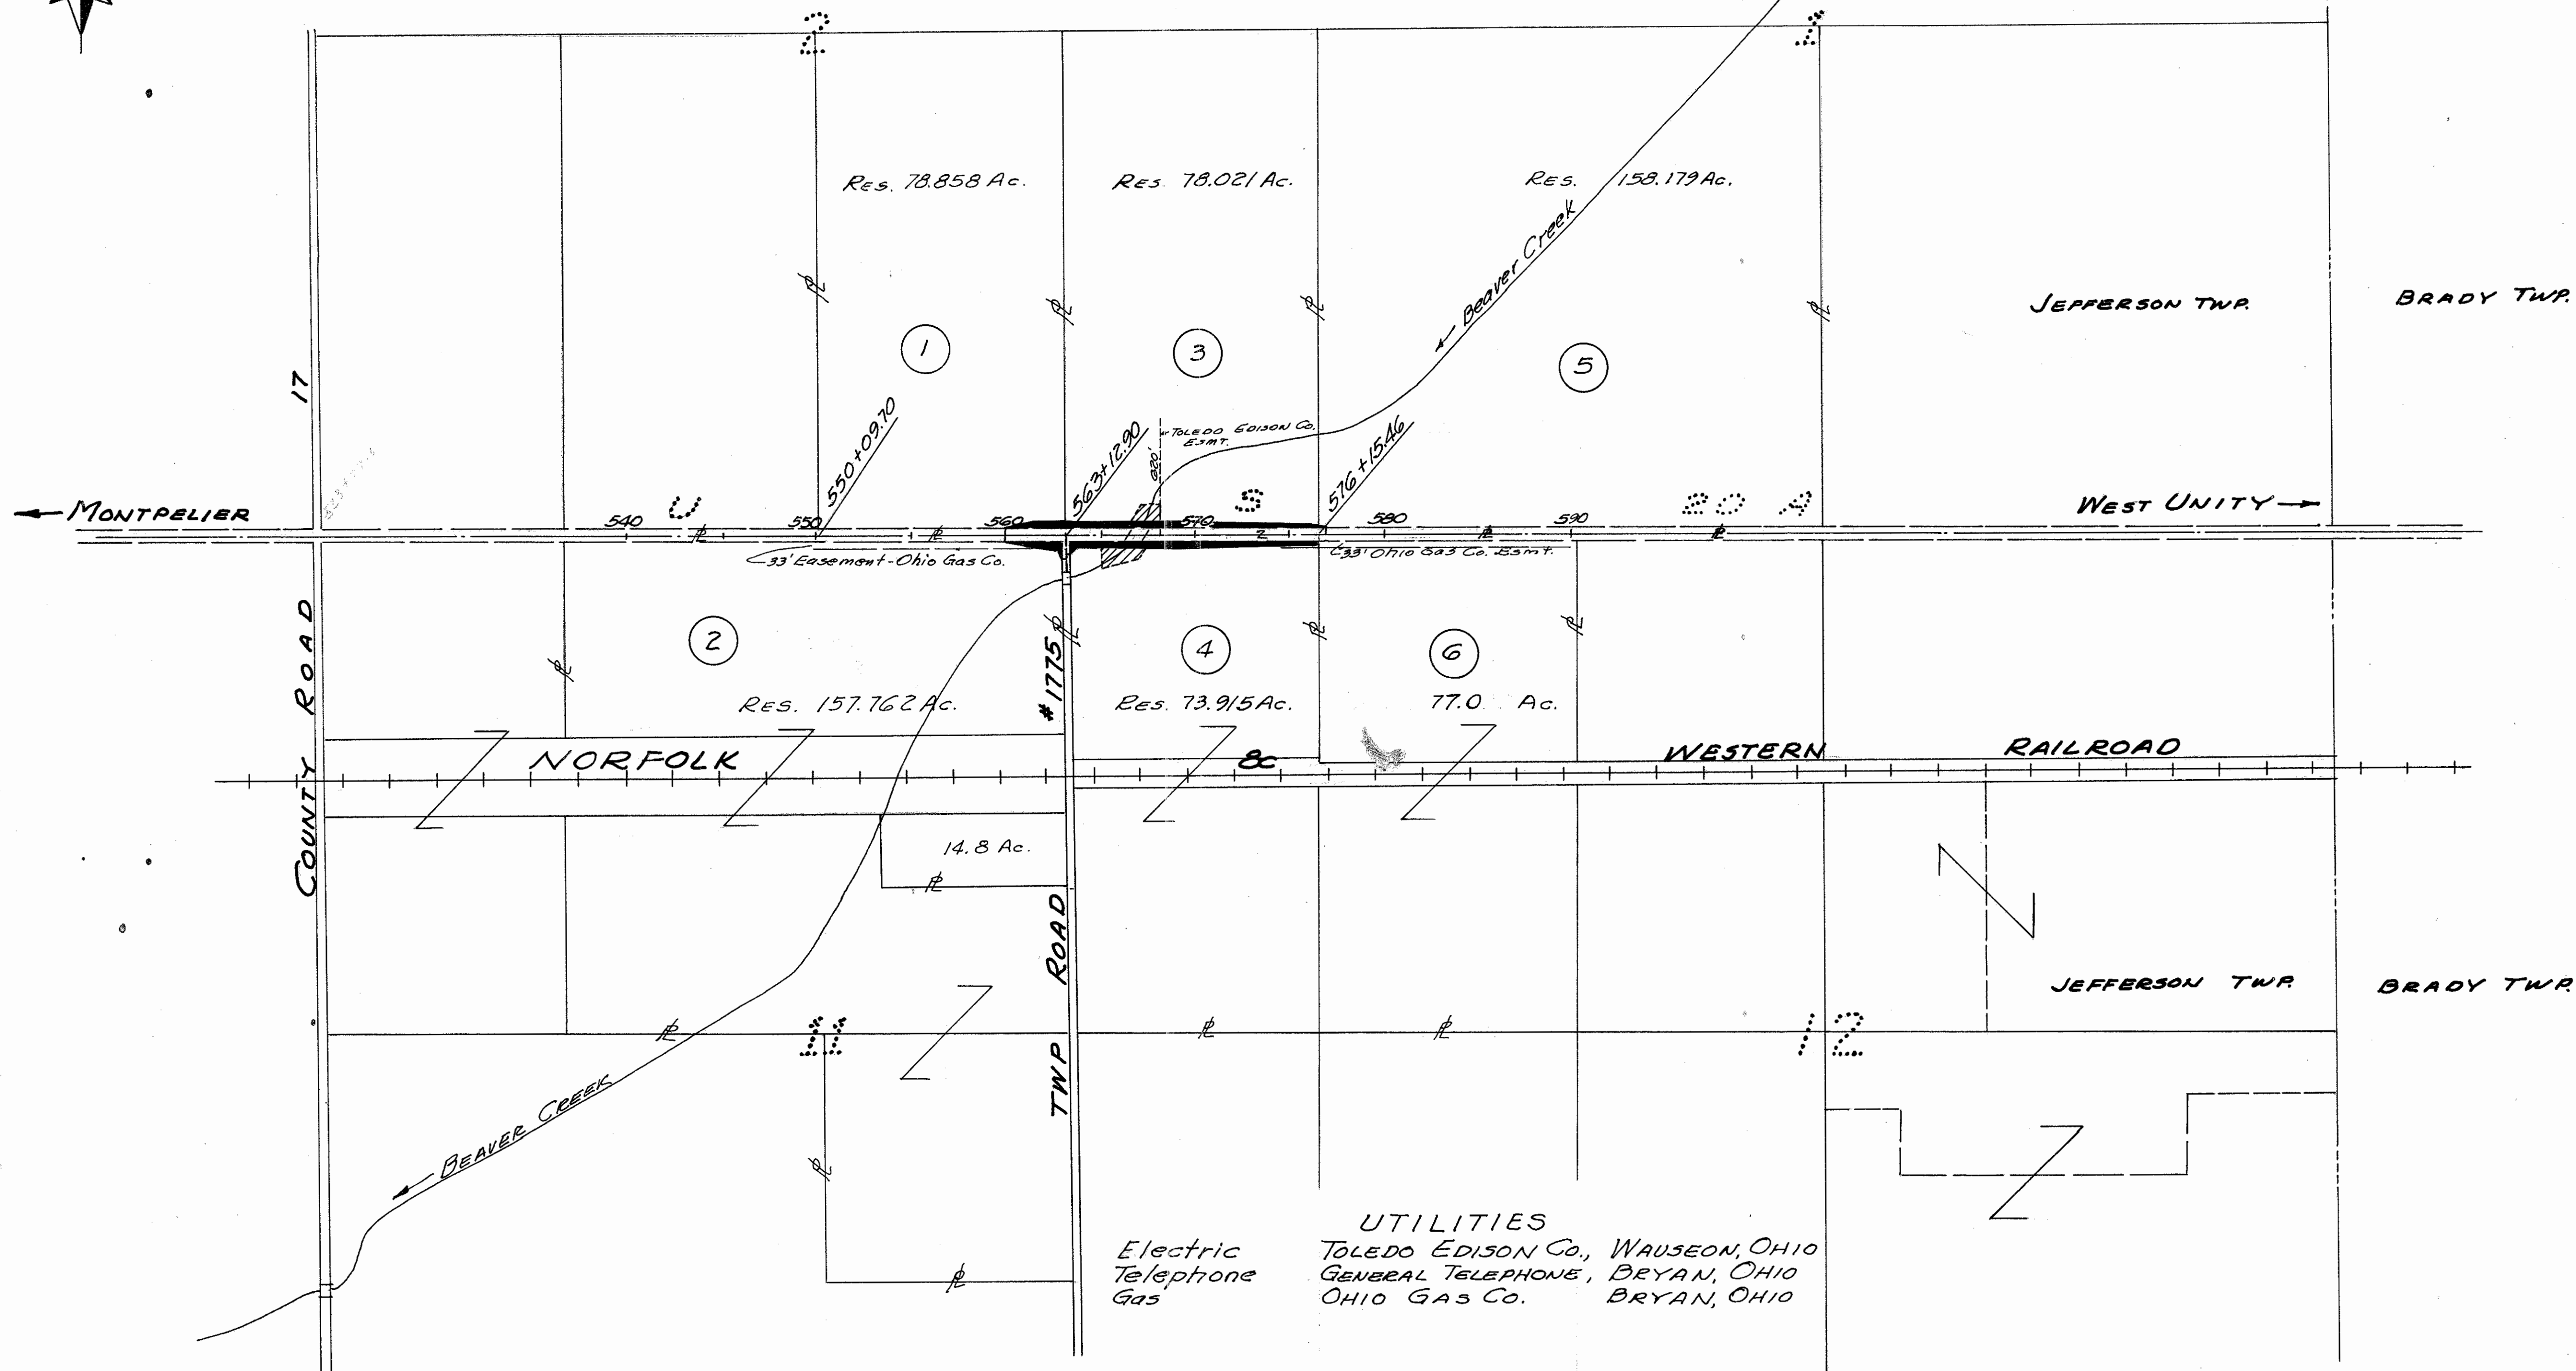 2
1
Res. 78.858 Ac.
Res. 78.021 Ac.
Res. 158.179 Ac.
Beaver Creek
JEFFERSON TWP.
BRADY TWP.
17
1
3
5
550+09.70
563+12.90
TOLEDO EDISON CO.
ESMT.
576+15.46
MONTPELIER
U
S
20 A
WEST UNITY
540
550
560
570
580
590
33' Easement-Ohio Gas Co.
33' Ohio Gas Co. Esmt.
COUNTY ROAD
2
#1775
4
6
Res. 157.762 Ac.
Res. 73.915 Ac.
77.0 Ac.
NORFOLK
&
WESTERN
RAILROAD
14.8 Ac.
TWP ROAD
JEFFERSON TWP.
BRADY TWP.
11
12
BEAVER CREEK
UTILITIES
Electric TOLEDO EDISON Co., WAUSEON, OHIO
Telephone GENERAL TELEPHONE, BRYAN, OHIO
Gas OHIO GAS Co. BRYAN, OHIO